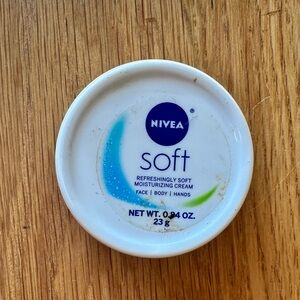 NIVEA®
soft
REFRESHINGLY SOFT
MOISTURIZING CREAM
FACE | BODY | HANDS
NET WT. 0.84 OZ.
23 g